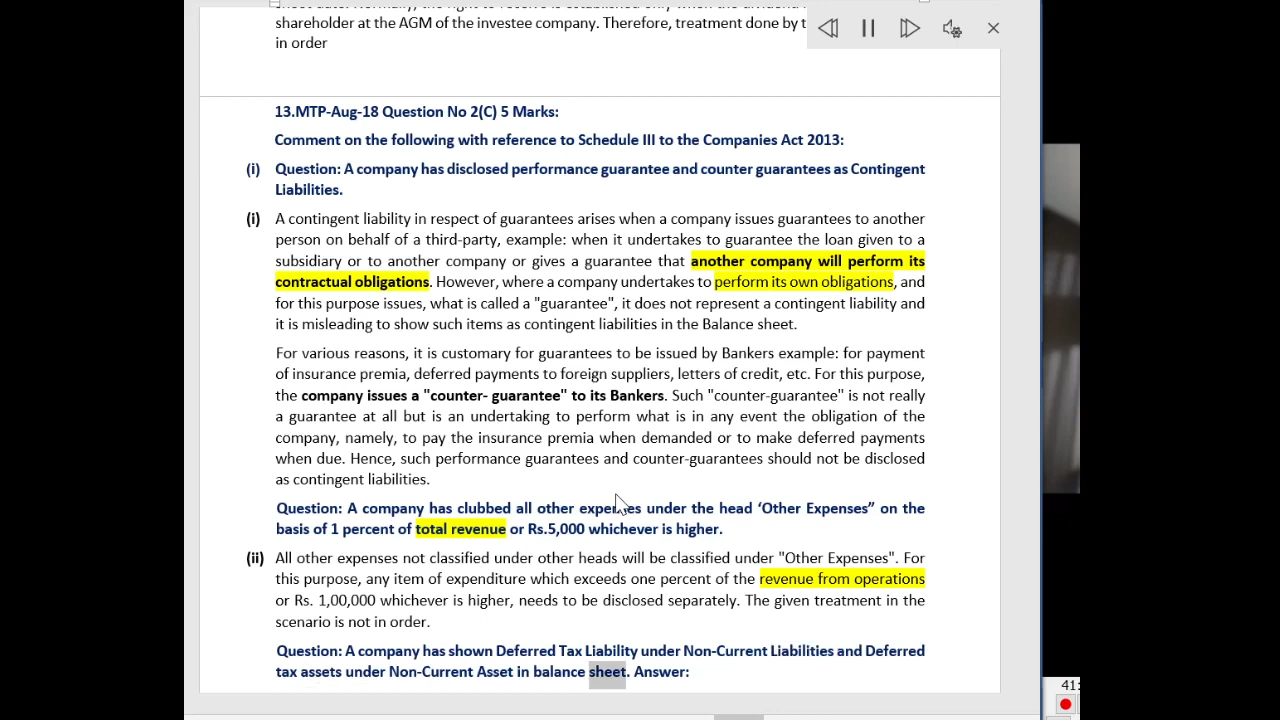 shareholder at the AGM of the investee company. Therefore, treatment done by t
in order
13.MTP-Aug-18 Question No 2(C) 5 Marks:
Comment on the following with reference to Schedule III to the Companies Act 2013:
(i) Question: A company has disclosed performance guarantee and counter guarantees as Contingent
Liabilities.
(i) A contingent liability in respect of guarantees arises when a company issues guarantees to another
person on behalf of a third-party, example: when it undertakes to guarantee the loan given to a
subsidiary or to another company or gives a guarantee that another company will perform its
contractual obligations. However, where a company undertakes to perform its own obligations, and
for this purpose issues, what is called a "guarantee", it does not represent a contingent liability and
it is misleading to show such items as contingent liabilities in the Balance sheet.
For various reasons, it is customary for guarantees to be issued by Bankers example: for payment
of insurance premia, deferred payments to foreign suppliers, letters of credit, etc. For this purpose,
the company issues a "counter- guarantee" to its Bankers. Such "counter-guarantee" is not really
a guarantee at all but is an undertaking to perform what is in any event the obligation of the
company, namely, to pay the insurance premia when demanded or to make deferred payments
when due. Hence, such performance guarantees and counter-guarantees should not be disclosed
as contingent liabilities.
Question: A company has clubbed all other expenses under the head ‘Other Expenses” on the
basis of 1 percent of total revenue or Rs.5,000 whichever is higher.
(ii) All other expenses not classified under other heads will be classified under "Other Expenses". For
this purpose, any item of expenditure which exceeds one percent of the revenue from operations
or Rs. 1,00,000 whichever is higher, needs to be disclosed separately. The given treatment in the
scenario is not in order.
Question: A company has shown Deferred Tax Liability under Non-Current Liabilities and Deferred
tax assets under Non-Current Asset in balance sheet. Answer:
41: